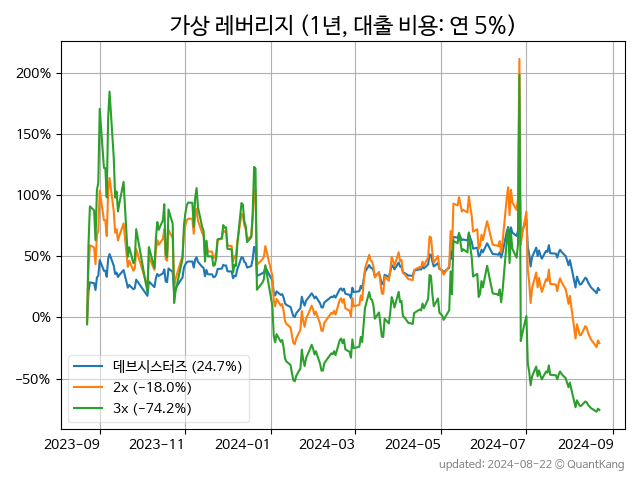 가상 레버리지 (1년, 대출 비용: 연 5%)
200%
150%
100%
50%
0%
−50%
데브시스터즈 (24.7%)
2x (−18.0%)
3x (−74.2%)
2023-09
2023-11
2024-01
2024-03
2024-05
2024-07
2024-09
updated: 2024-08-22 © QuantKang